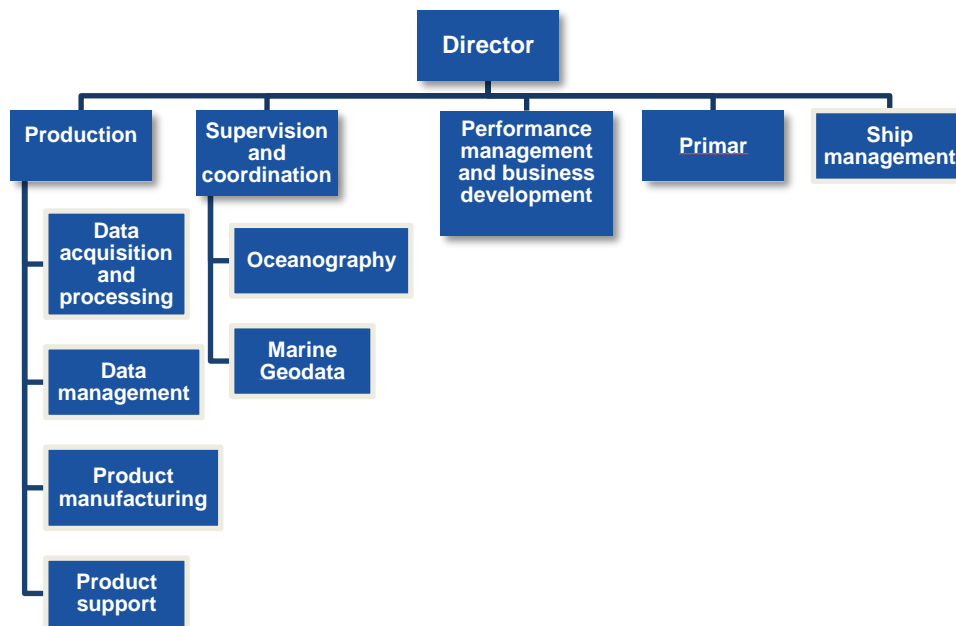 Director
Production
Supervision
and
coordination
Performance
management
and business
development
Primar
Ship
management
Data
acquisition
and
processing
Oceanography
Data
management
Marine
Geodata
Product
manufacturing
Product
support